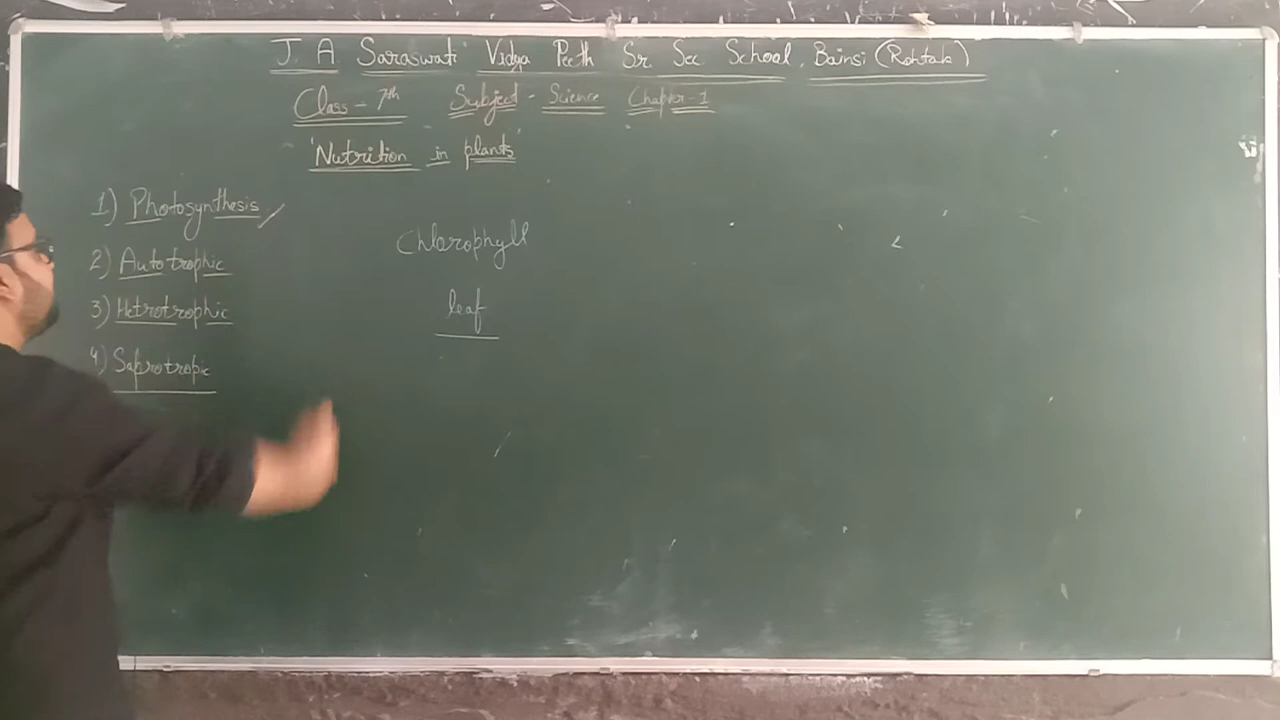 J. A Saraswati Vidya Peeth Sr. Sec. School, Bainsi (Rohtak)
Class - 7th Subject - Science Chapter-1
'Nutrition in plants'
1) Photosynthesis
2) Autotrophic
3) Hetrotrophic
4) Saprotropic
Chlorophyll
leaf